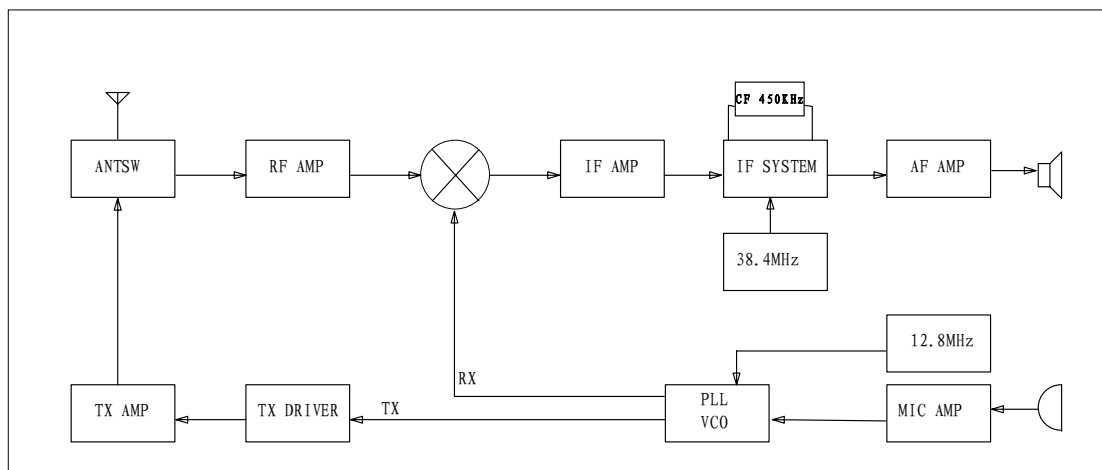 CF 450KHz
ANTSW
RF AMP
IF AMP
IF SYSTEM
AF AMP
38.4MHz
12.8MHz
RX
TX
TX AMP
TX DRIVER
PLL
VCO
MIC AMP